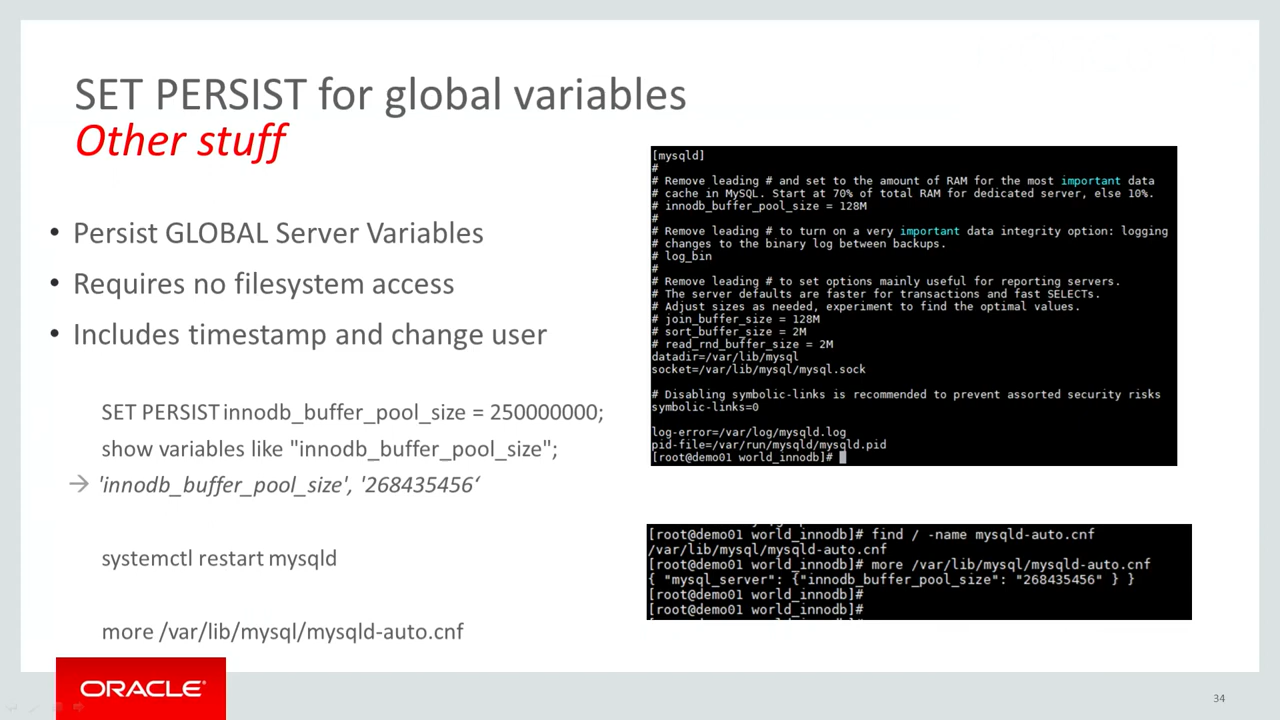 SET PERSIST for global variables
Other stuff
• Persist GLOBAL Server Variables
• Requires no filesystem access
• Includes timestamp and change user
SET PERSIST innodb_buffer_pool_size = 250000000;
show variables like "innodb_buffer_pool_size";
→ 'innodb_buffer_pool_size', '268435456‘
systemctl restart mysqld
more /var/lib/mysql/mysqld-auto.cnf
[mysqld]
#
# Remove leading # and set to the amount of RAM for the most important data
# cache in MySQL. Start at 70% of total RAM for dedicated server, else 10%.
# innodb_buffer_pool_size = 128M
#
# Remove leading # to turn on a very important data integrity option: logging
# changes to the binary log between backups.
# log_bin
#
# Remove leading # to set options mainly useful for reporting servers.
# The server defaults are faster for transactions and fast SELECTs.
# Adjust sizes as needed, experiment to find the optimal values.
# join_buffer_size = 128M
# sort_buffer_size = 2M
# read_rnd_buffer_size = 2M
datadir=/var/lib/mysql
socket=/var/lib/mysql/mysql.sock
# Disabling symbolic-links is recommended to prevent assorted security risks
symbolic-links=0
log-error=/var/log/mysqld.log
pid-file=/var/run/mysqld/mysqld.pid
[root@demo01 world_innodb]#
[root@demo01 world_innodb]# find / -name mysqld-auto.cnf
/var/lib/mysql/mysqld-auto.cnf
[root@demo01 world_innodb]# more /var/lib/mysql/mysqld-auto.cnf
{ "mysql_server": {"innodb_buffer_pool_size": "268435456" } }
[root@demo01 world_innodb]#
[root@demo01 world_innodb]#
ORACLE®
34